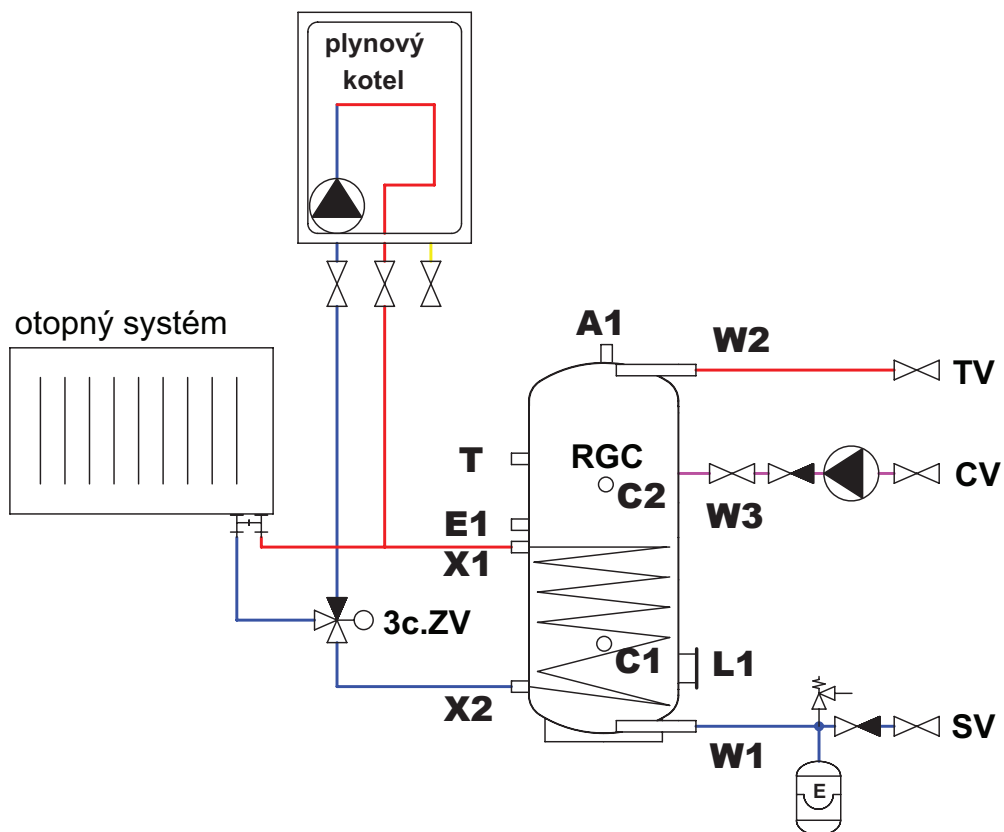 plynový
kotel
otopný systém
A1
W2
TV
T
RGC
C2
CV
W3
E1
X1
3c.ZV
C1
L1
X2
W1
SV
E